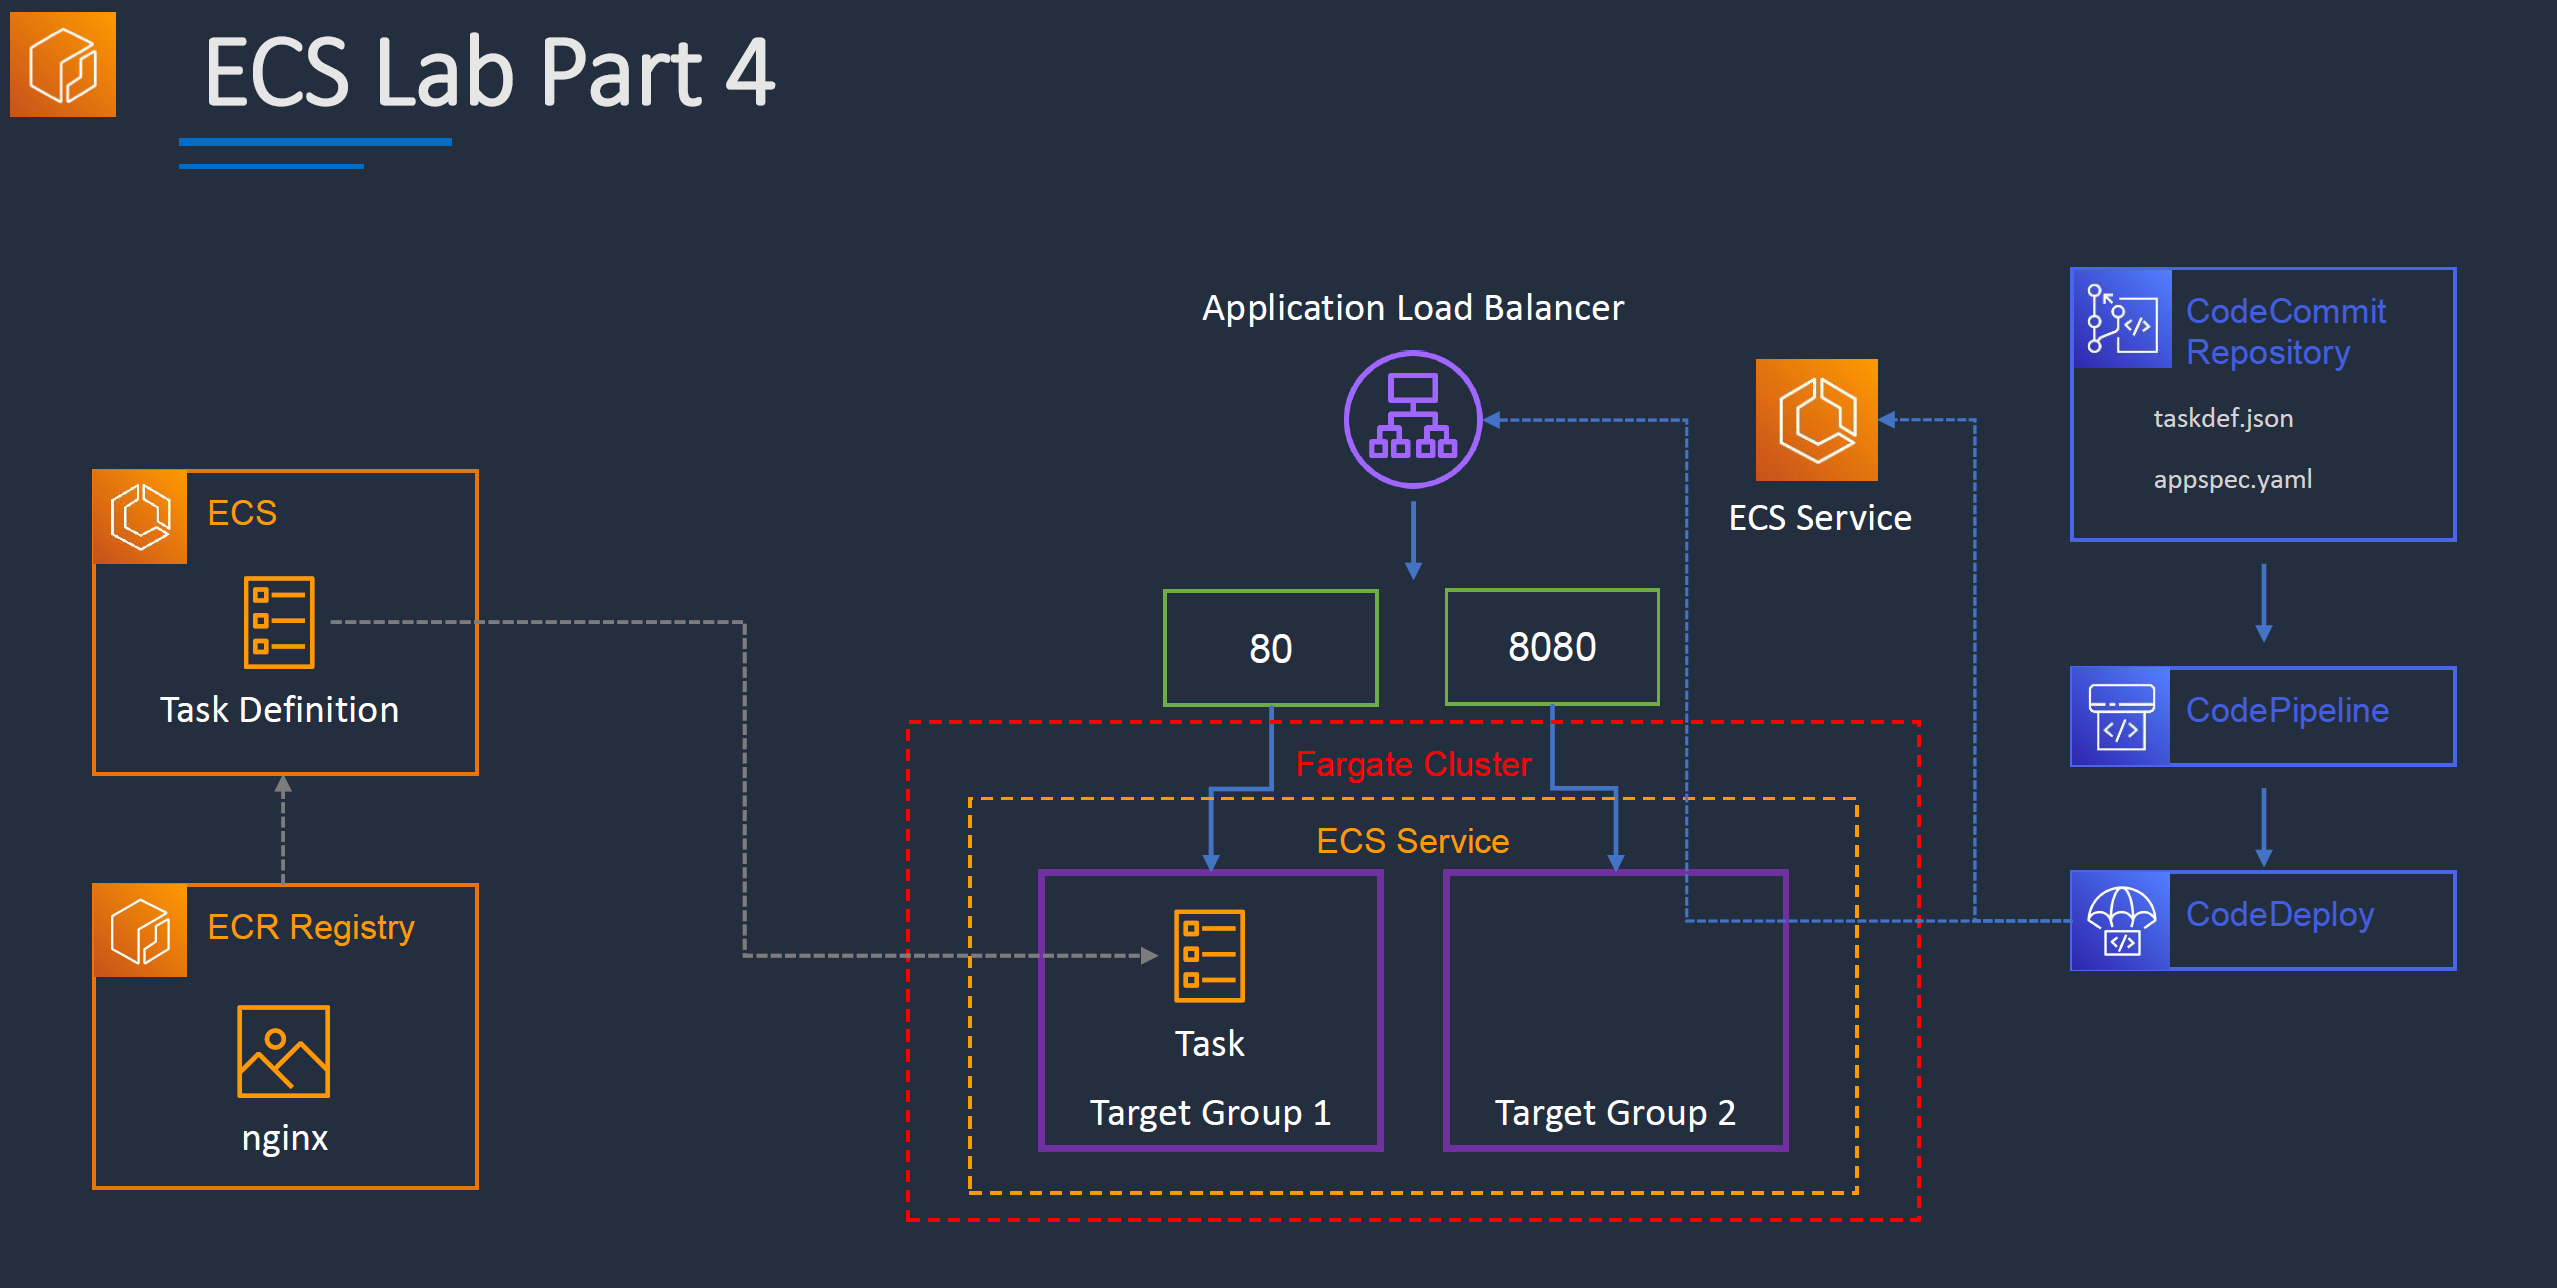 ECS Lab Part 4
Application Load Balancer
ECS Service
CodeCommit
Repository
taskdef.json
appspec.yaml
ECS
Task Definition
80
8080
CodePipeline
Fargate Cluster
ECS Service
CodeDeploy
ECR Registry
nginx
Task
Target Group 1
Target Group 2